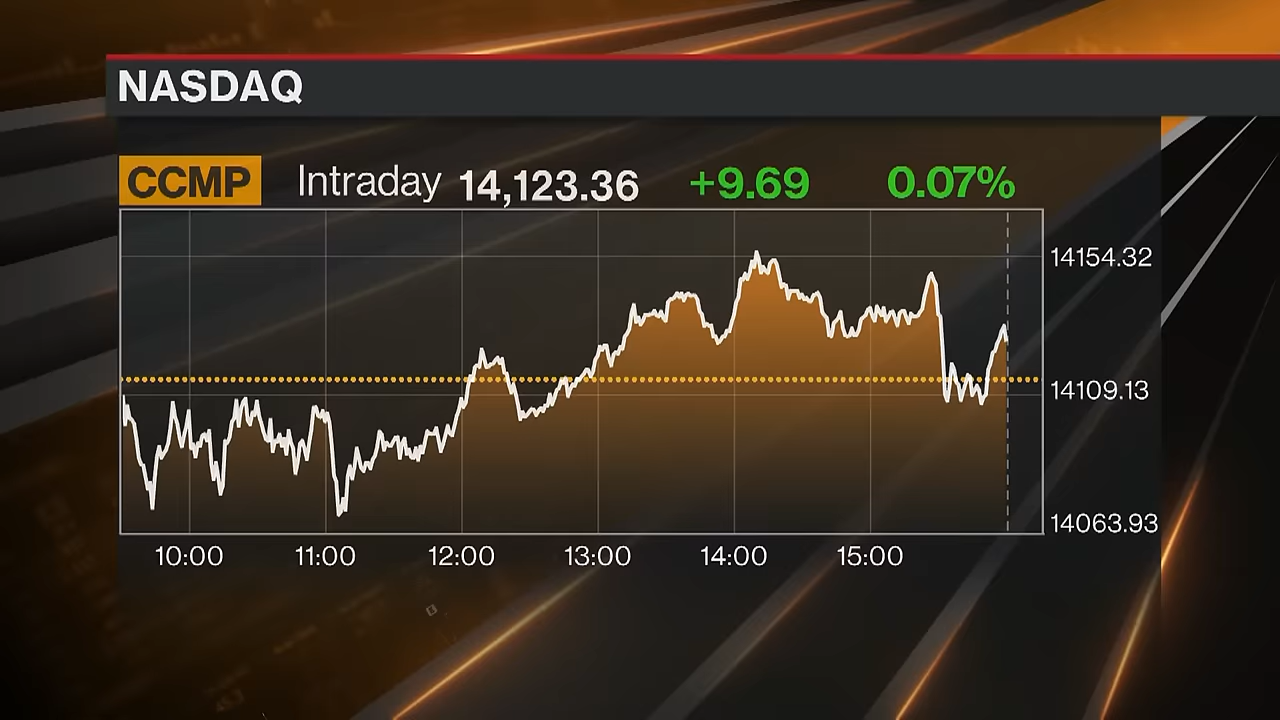 NASDAQ
CCMP Intraday 14,123.36 +9.69 0.07%
14154.32
14109.13
14063.93
10:00 11:00 12:00 13:00 14:00 15:00